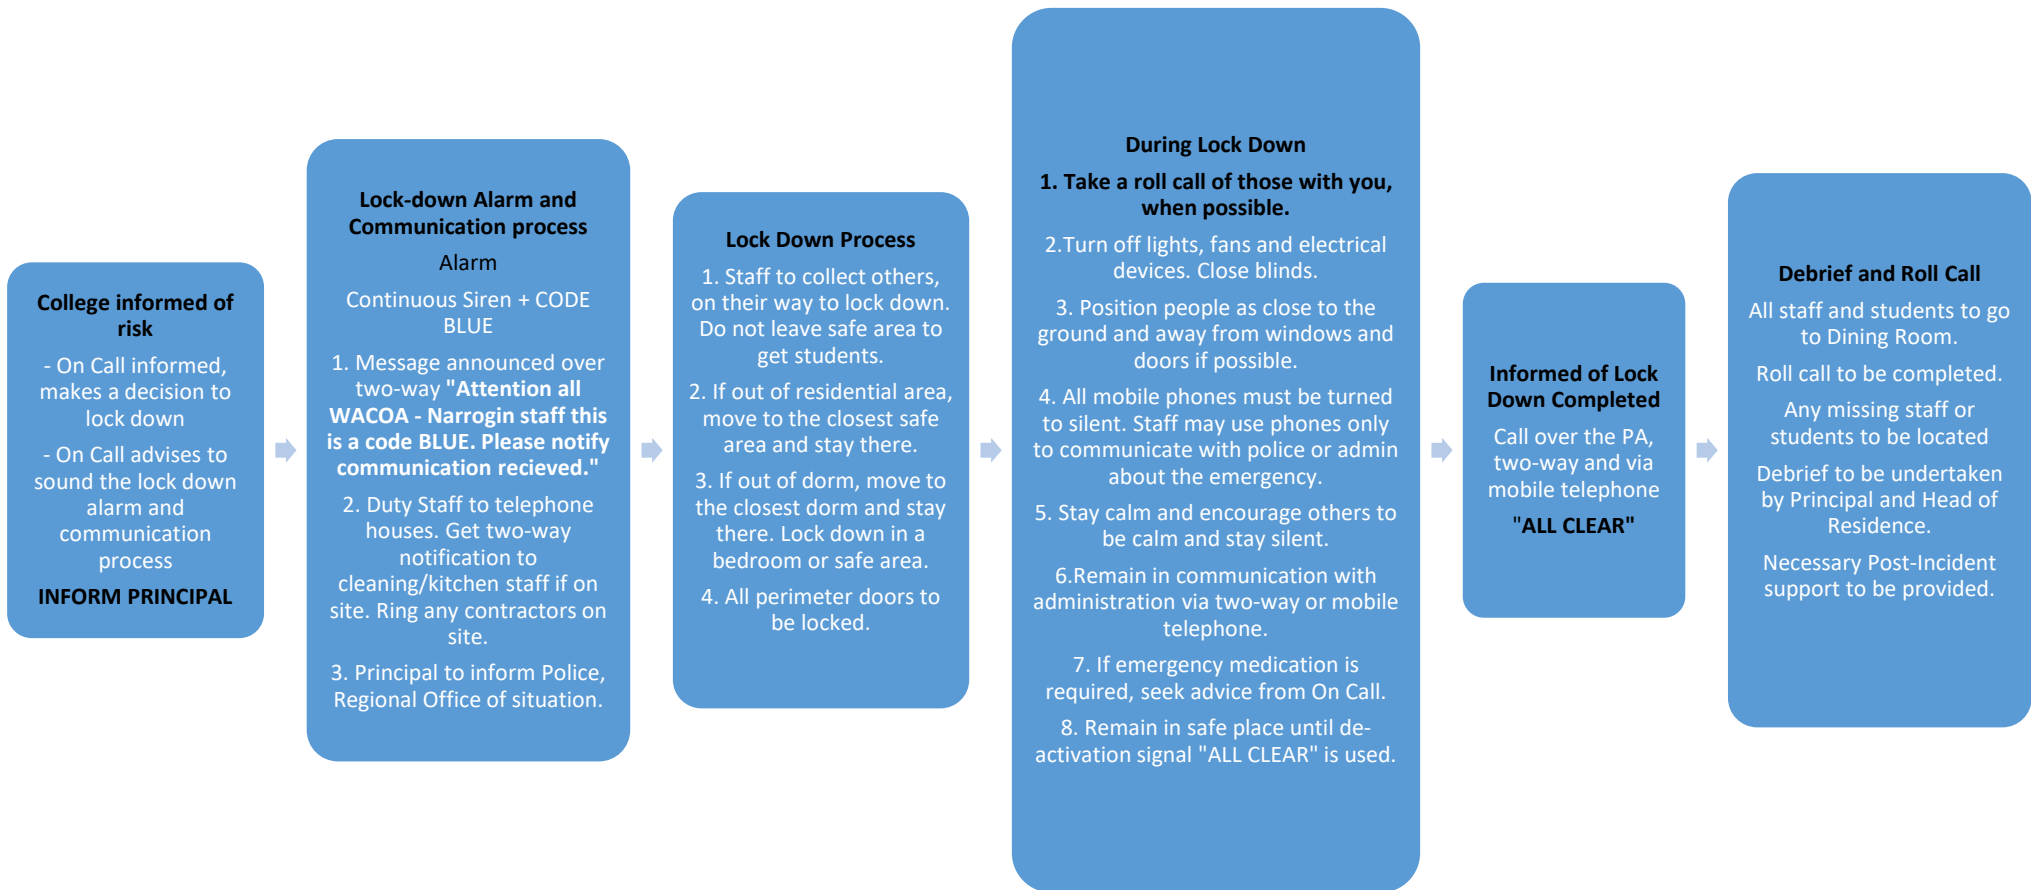 College informed of
risk
- On Call informed,
makes a decision to
lock down
- On Call advises to
sound the lock down
alarm and
communication
process
INFORM PRINCIPAL
Lock-down Alarm and
Communication process
Alarm
Continuous Siren + CODE
BLUE
1. Message announced over
two-way "Attention all
WACOA - Narrogin staff this
is a code BLUE. Please notify
communication recieved."
2. Duty Staff to telephone
houses. Get two-way
notification to
cleaning/kitchen staff if on
site. Ring any contractors on
site.
3. Principal to inform Police,
Regional Office of situation.
Lock Down Process
1. Staff to collect others,
on their way to lock down.
Do not leave safe area to
get students.
2. If out of residential area,
move to the closest safe
area and stay there.
3. If out of dorm, move to
the closest dorm and stay
there. Lock down in a
bedroom or safe area.
4. All perimeter doors to
be locked.
During Lock Down
1. Take a roll call of those with you,
when possible.
2.Turn off lights, fans and electrical
devices. Close blinds.
3. Position people as close to the
ground and away from windows and
doors if possible.
4. All mobile phones must be turned
to silent. Staff may use phones only
to communicate with police or admin
about the emergency.
5. Stay calm and encourage others to
be calm and stay silent.
6.Remain in communication with
administration via two-way or mobile
telephone.
7. If emergency medication is
required, seek advice from On Call.
8. Remain in safe place until de-
activation signal "ALL CLEAR" is used.
Informed of Lock
Down Completed
Call over the PA,
two-way and via
mobile telephone
"ALL CLEAR"
Debrief and Roll Call
All staff and students to go
to Dining Room.
Roll call to be completed.
Any missing staff or
students to be located
Debrief to be undertaken
by Principal and Head of
Residence.
Necessary Post-Incident
support to be provided.